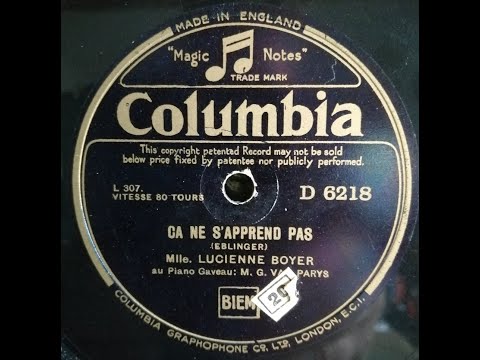 MADE IN ENGLAND
"Magic Notes"
TRADE MARK
Columbia
This copyright patented Record may not be sold
below price fixed by patentee nor publicly performed.
L 307.
VITESSE 80 TOURS
D 6218
CA NE S'APPREND PAS
(EBLINGER)
Mlle. LUCIENNE BOYER
au Piano Gaveau: M. G. VAN PARYS
BIEM
29
COLUMBIA GRAPHOPHONE CO. LTD. LONDON, E.C.1.